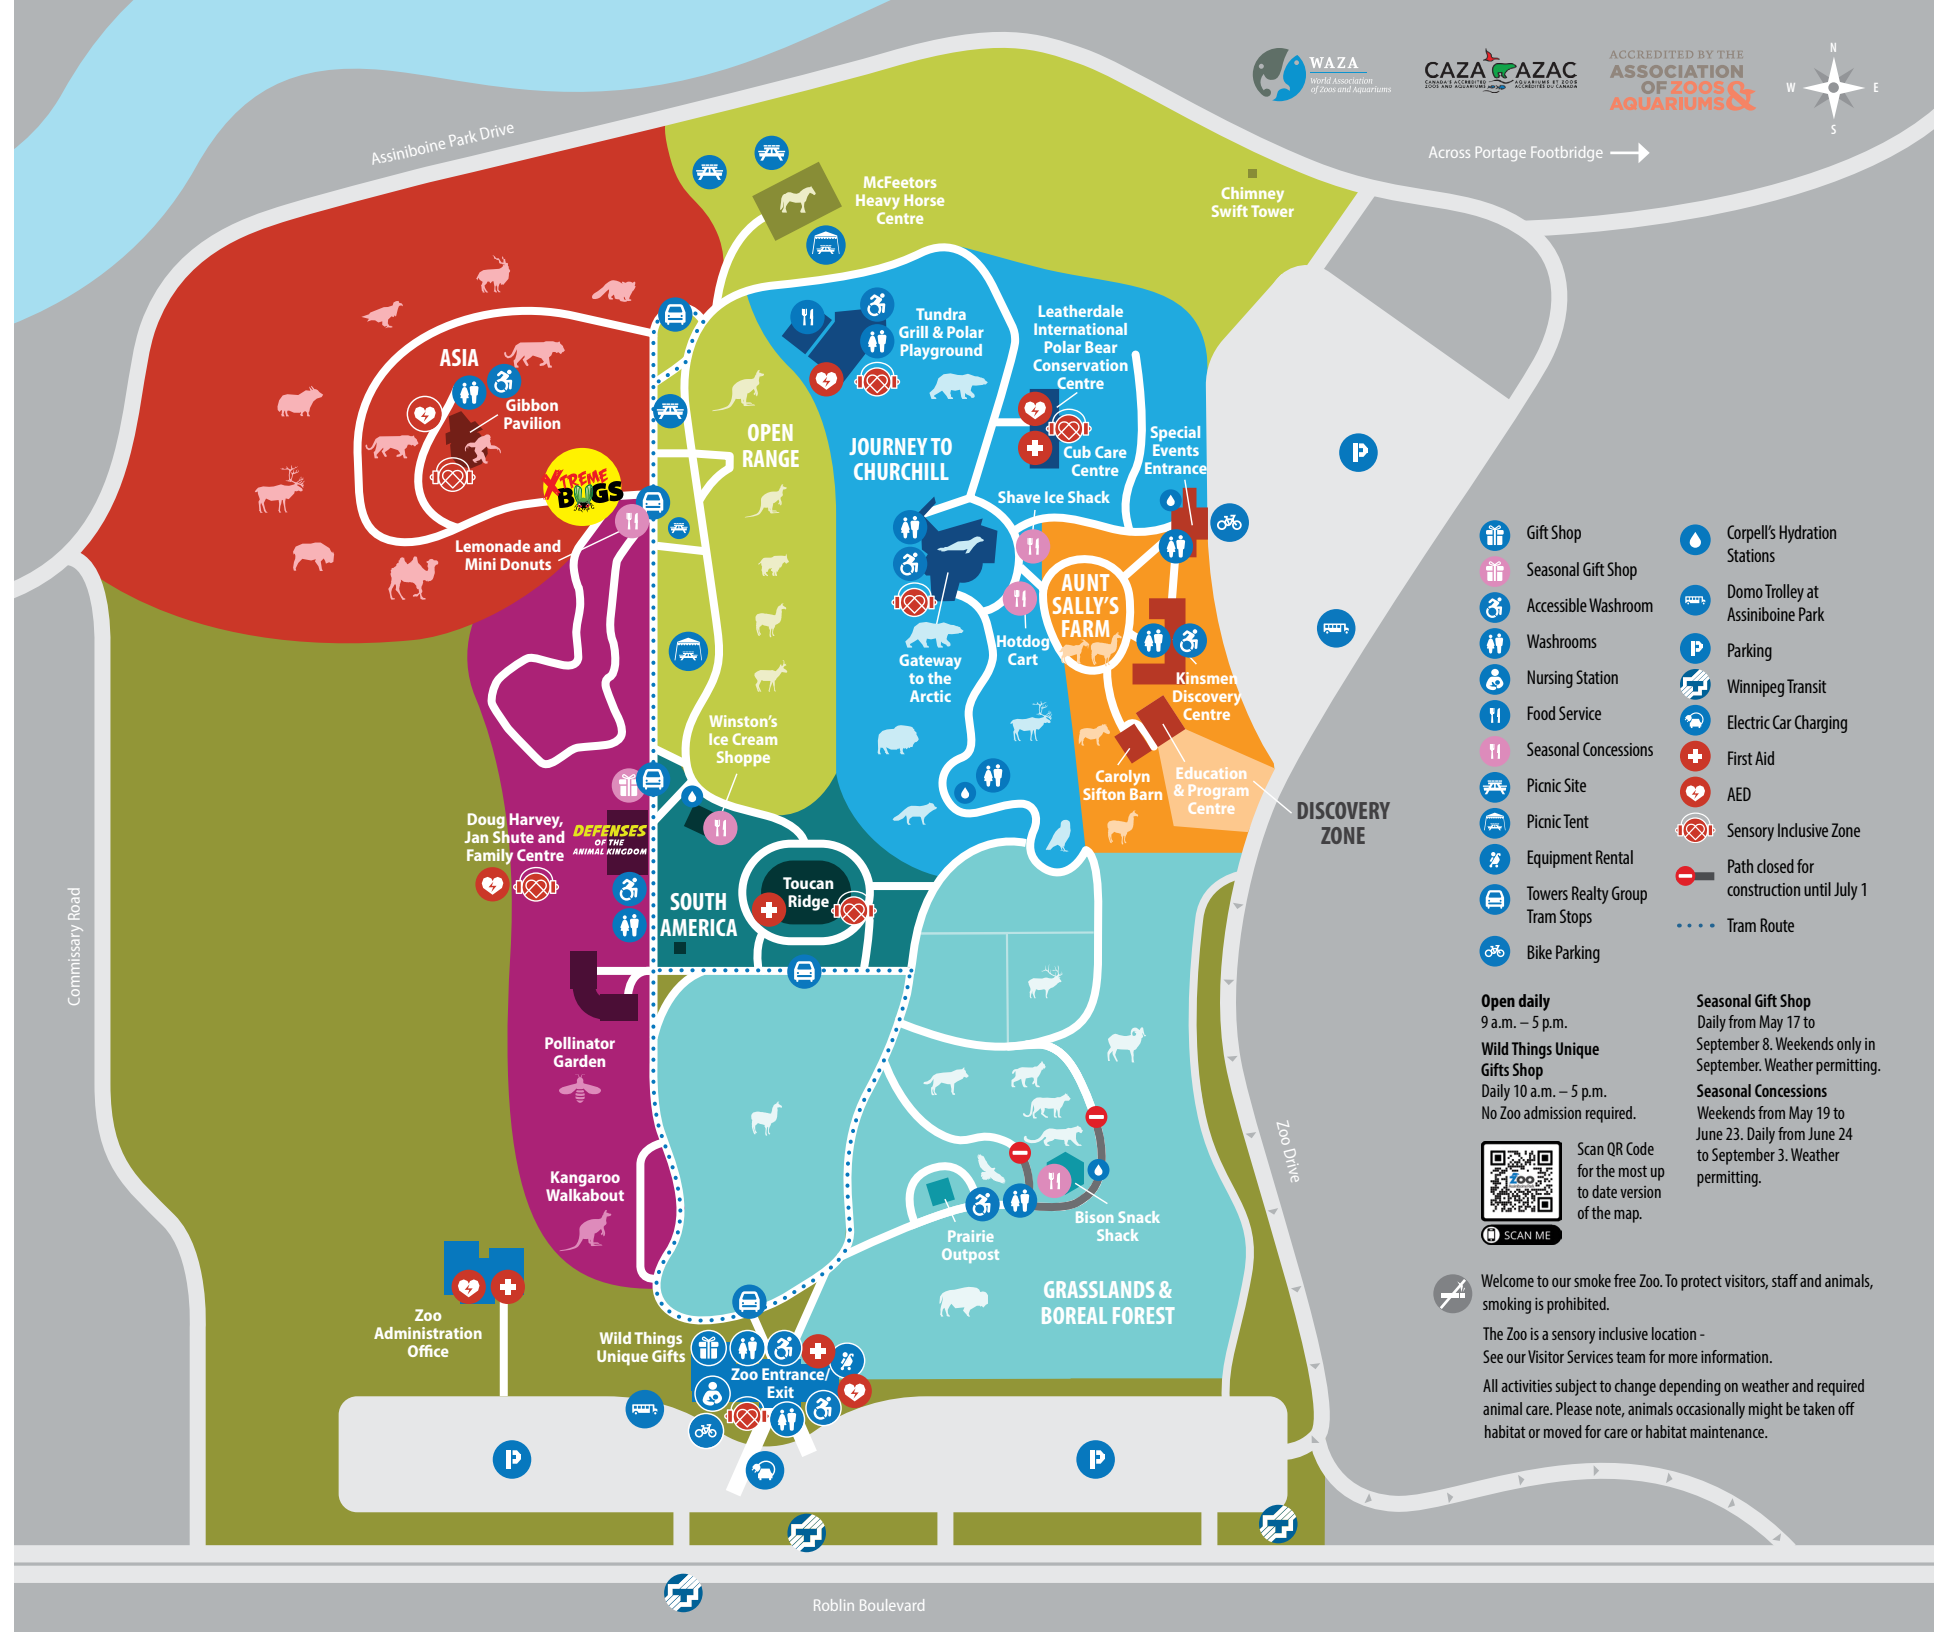 WAZA
World Association
of Zoos and Aquariums
CAZA AZAC
CANADA'S ACCREDITED
ZOOS AND AQUARIUMS
AQUARIUMS ET ZOOS
ACCRÉDITÉS DU CANADA
ACCREDITED BY THE
ASSOCIATION
OF ZOOS
AQUARIUMS &
N
W
E
S
Across Portage Footbridge
Assiniboine Park Drive
McFeetors
Heavy Horse
Centre
Chimney
Swift Tower
ASIA
Gibbon
Pavilion
XTREME
BUGS
Lemonade and
Mini Donuts
OPEN
RANGE
Tundra
Grill & Polar
Playground
Leatherdale
International
Polar Bear
Conservation
Centre
JOURNEY TO
CHURCHILL
Cub Care
Centre
Special
Events
Entrance
Shave Ice Shack
AUNT
SALLY'S
FARM
Hotdog
Cart
Gateway
to the
Arctic
Kinsmen
Discovery
Centre
Winston's
Ice Cream
Shoppe
Carolyn
Sifton Barn
Education
& Program
Centre
DISCOVERY
ZONE
Doug Harvey,
Jan Shute and
Family Centre
DEFENSES
OF THE
ANIMAL KINGDOM
Toucan
Ridge
SOUTH
AMERICA
Commissary Road
Pollinator
Garden
Kangaroo
Walkabout
Zoo Drive
Prairie
Outpost
Bison Snack
Shack
GRASSLANDS &
BOREAL FOREST
Zoo
Administration
Office
Wild Things
Unique Gifts
Zoo Entrance/
Exit
P
P
P
Roblin Boulevard
Gift Shop
Seasonal Gift Shop
Accessible Washroom
Washrooms
Nursing Station
Food Service
Seasonal Concessions
Picnic Site
Picnic Tent
Equipment Rental
Towers Realty Group
Tram Stops
Bike Parking
Corpell's Hydration
Stations
Domo Trolley at
Assiniboine Park
P
Parking
Winnipeg Transit
Electric Car Charging
First Aid
AED
Sensory Inclusive Zone
Path closed for
construction until July 1
Tram Route
Open daily
9 a.m. – 5 p.m.
Wild Things Unique
Gifts Shop
Daily 10 a.m. – 5 p.m.
No Zoo admission required.
Seasonal Gift Shop
Daily from May 17 to
September 8. Weekends only in
September. Weather permitting.
Seasonal Concessions
Weekends from May 19 to
June 23. Daily from June 24
to September 3. Weather
permitting.
zoo
SCAN ME
Scan QR Code
for the most up
to date version
of the map.
Welcome to our smoke free Zoo. To protect visitors, staff and animals,
smoking is prohibited.
The Zoo is a sensory inclusive location -
See our Visitor Services team for more information.
All activities subject to change depending on weather and required
animal care. Please note, animals occasionally might be taken off
habitat or moved for care or habitat maintenance.